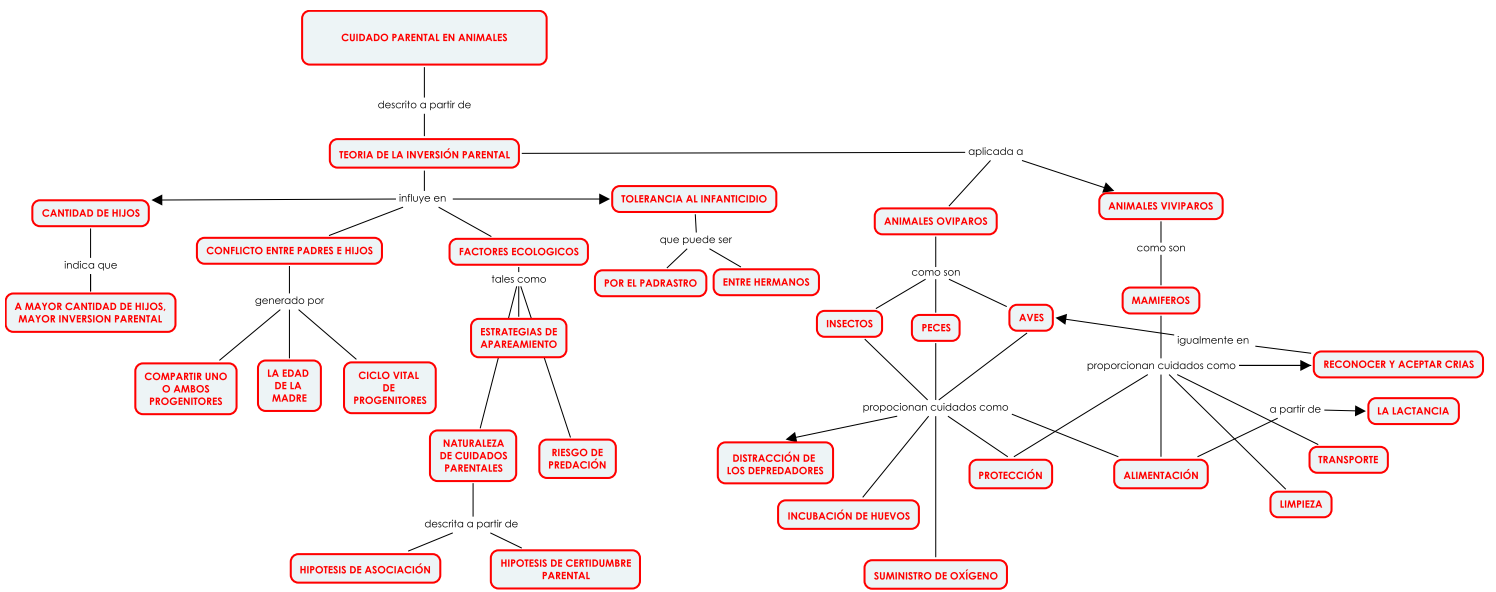 CUIDADO PARENTAL EN ANIMALES
descrito a partir de
TEORIA DE LA INVERSIÓN PARENTAL
aplicada a
influye en
CANTIDAD DE HIJOS
TOLERANCIA AL INFANTICIDIO
ANIMALES OVIPAROS
ANIMALES VIVIPAROS
indica que
CONFLICTO ENTRE PADRES E HIJOS
FACTORES ECOLOGICOS
que puede ser
como son
como son
A MAYOR CANTIDAD DE HIJOS,
MAYOR INVERSION PARENTAL
generado por
tales como
POR EL PADRASTRO
ENTRE HERMANOS
MAMIFEROS
INSECTOS
PECES
AVES
ESTRATEGIAS DE
APAREAMIENTO
igualmente en
COMPARTIR UNO
O AMBOS
PROGENITORES
LA EDAD
DE LA
MADRE
CICLO VITAL
DE
PROGENITORES
proporcionan cuidados como
RECONOCER Y ACEPTAR CRIAS
propocionan cuidados como
a partir de
LA LACTANCIA
NATURALEZA
DE CUIDADOS
PARENTALES
RIESGO DE
PREDACIÓN
DISTRACCIÓN DE
LOS DEPREDADORES
PROTECCIÓN
ALIMENTACIÓN
TRANSPORTE
INCUBACIÓN DE HUEVOS
LIMPIEZA
descrita a partir de
HIPOTESIS DE ASOCIACIÓN
HIPOTESIS DE CERTIDUMBRE
PARENTAL
SUMINISTRO DE OXÍGENO